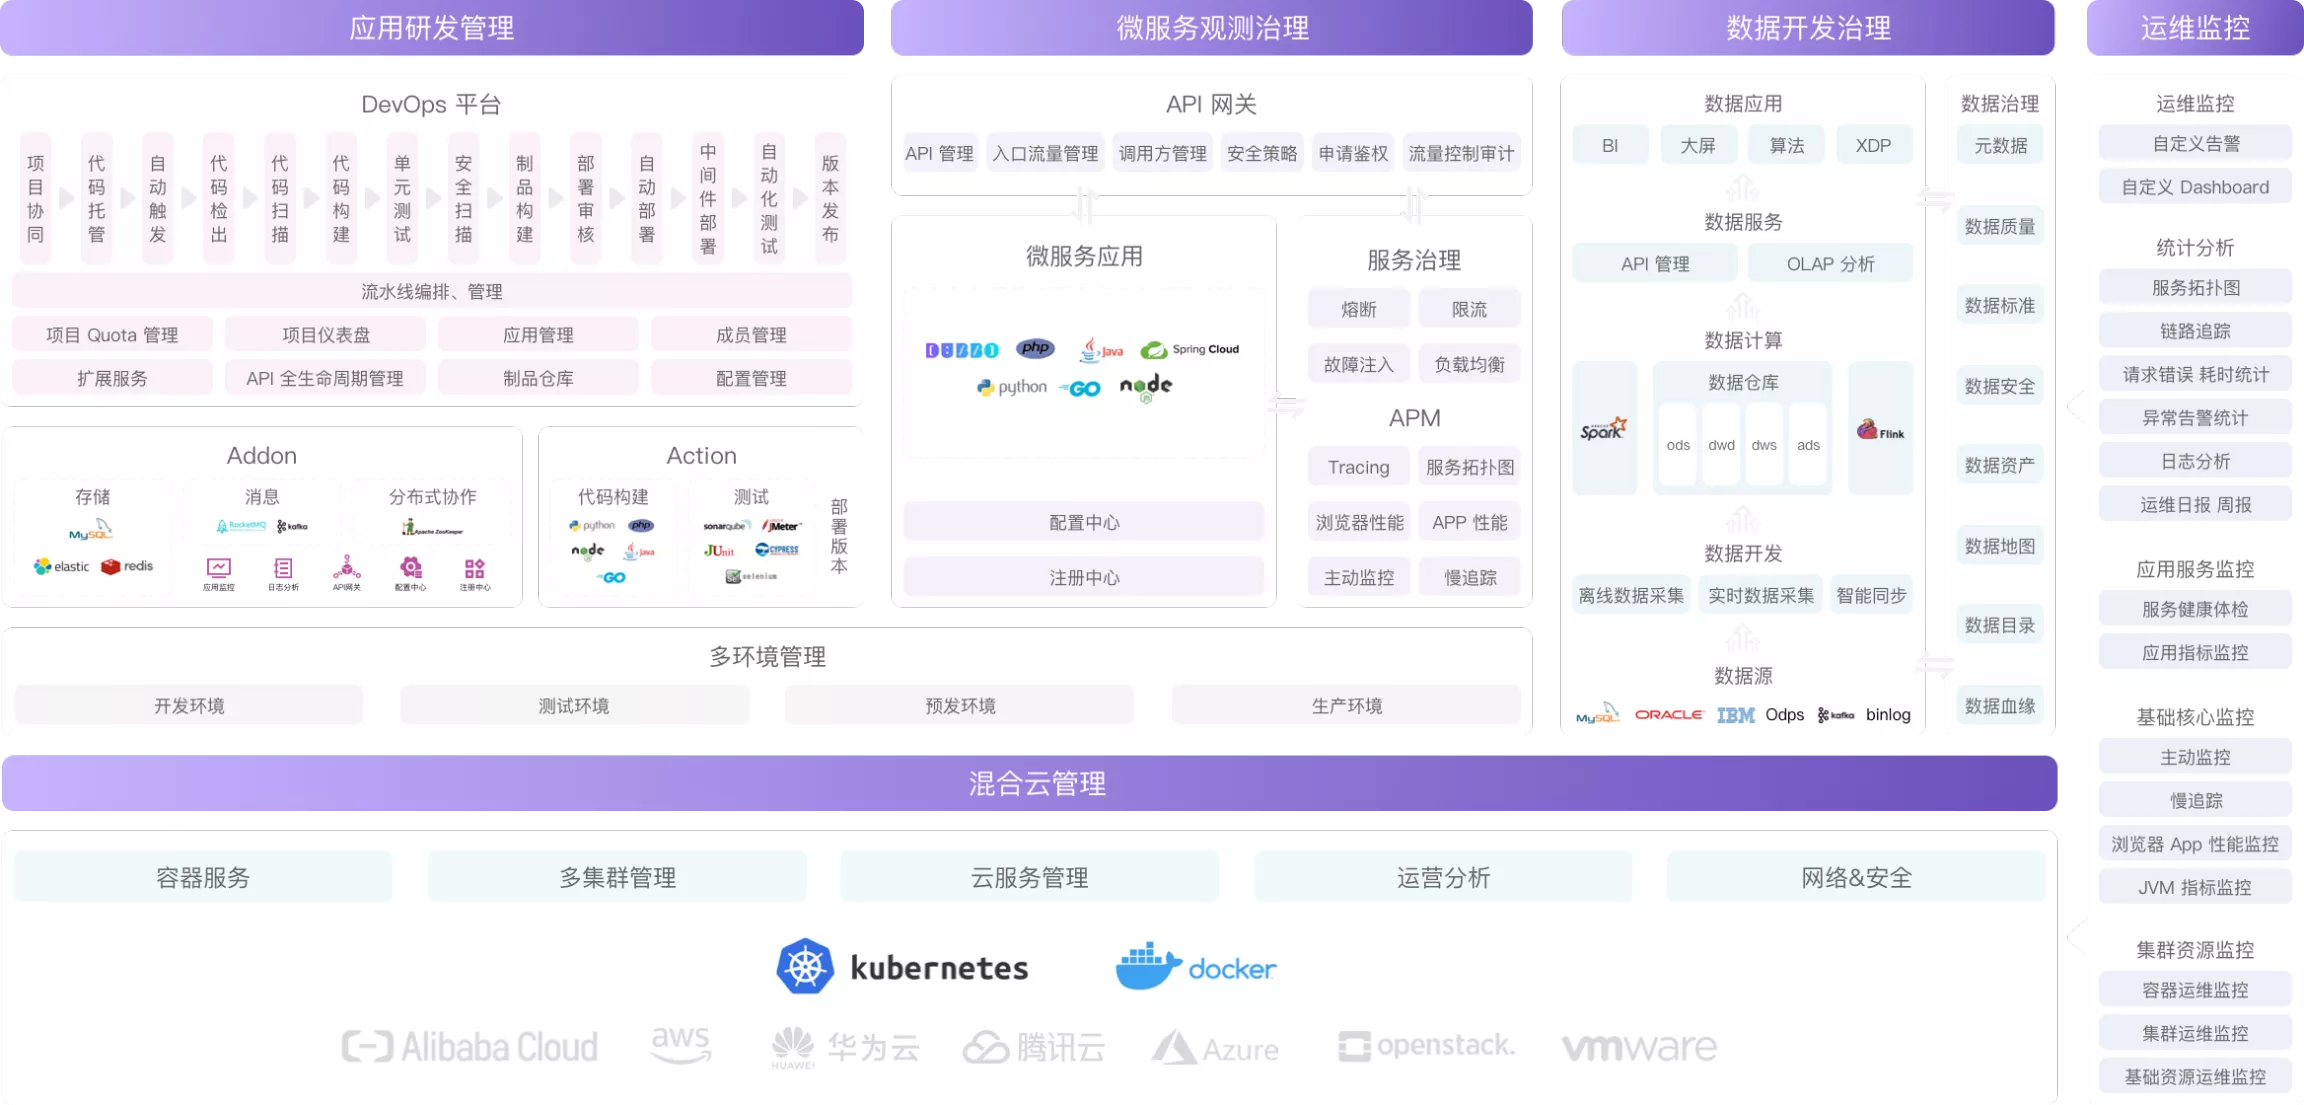 应用研发管理
DevOps 平台
项目协同
代码托管
自动触发
代码检出
代码扫描
代码构建
单元测试
安全扫描
制品构建
部署审核
自动部署
中间件部署
自动化测试
版本发布
流水线编排、管理
项目 Quota 管理
项目仪表盘
应用管理
成员管理
扩展服务
API 全生命周期管理
制品仓库
配置管理
Addon
存储
MySQL
elastic
redis
消息
RocketMQ
kafka
分布式协作
Apache ZooKeeper
应用监控
日志分析
API网关
配置中心
注册中心
Action
代码构建
python
php
node
java
GO
测试
sonarqube
JMeter
JUnit
CYPRESS
selenium
部署版本
微服务观测治理
API 网关
API 管理
入口流量管理
调用方管理
安全策略
申请鉴权
流量控制审计
微服务应用
DUBBO
php
java
Spring Cloud
python
GO
node
配置中心
注册中心
服务治理
熔断
限流
故障注入
负载均衡
APM
Tracing
服务拓扑图
浏览器性能
APP 性能
主动监控
慢追踪
多环境管理
开发环境
测试环境
预发环境
生产环境
数据开发治理
数据应用
BI
大屏
算法
XDP
数据服务
API 管理
OLAP 分析
数据计算
Spark
数据仓库
ods
dwd
dws
ads
Flink
数据开发
离线数据采集
实时数据采集
智能同步
数据源
MySQL
ORACLE
IBM
Odps
kafka
binlog
数据治理
元数据
数据质量
数据标准
数据安全
数据资产
数据地图
数据目录
数据血缘
混合云管理
容器服务
多集群管理
云服务管理
运营分析
网络&安全
kubernetes
docker
Alibaba Cloud
aws
HUAWEI
华为云
腾讯云
Azure
openstack.
vmware
运维监控
运维监控
自定义告警
自定义 Dashboard
统计分析
服务拓扑图
链路追踪
请求错误 耗时统计
异常告警统计
日志分析
运维日报 周报
应用服务监控
服务健康体检
应用指标监控
基础核心监控
主动监控
慢追踪
浏览器 App 性能监控
JVM 指标监控
集群资源监控
容器运维监控
集群运维监控
基础资源运维监控